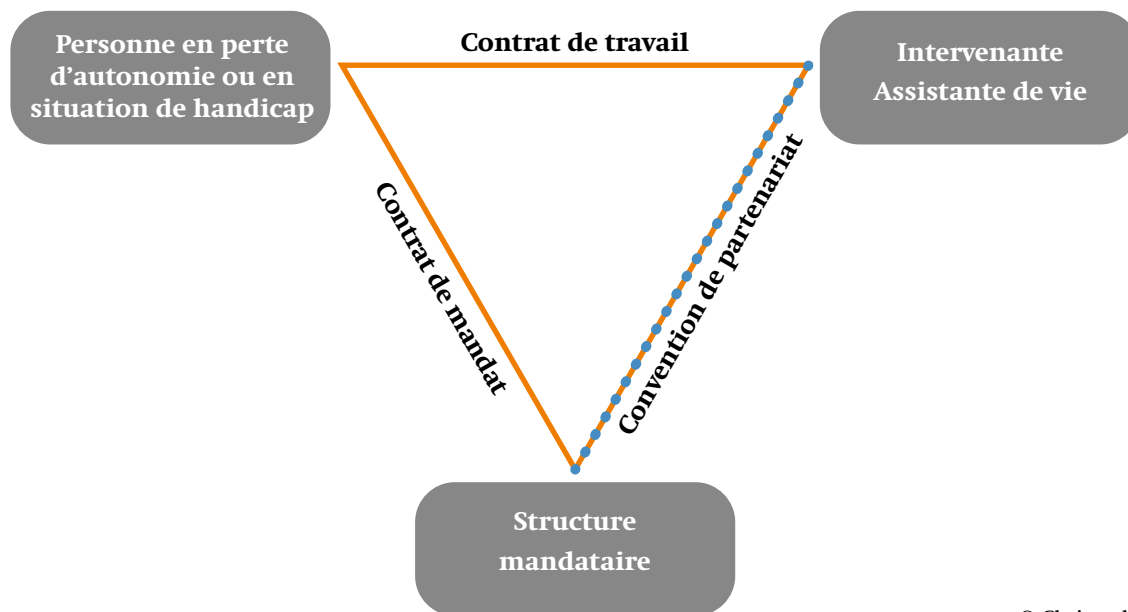 Personne en perte
d’autonomie ou en
situation de handicap
Contrat de travail
Intervenante
Assistante de vie
Contrat de mandat
Convention de partenariat
Structure
mandataire